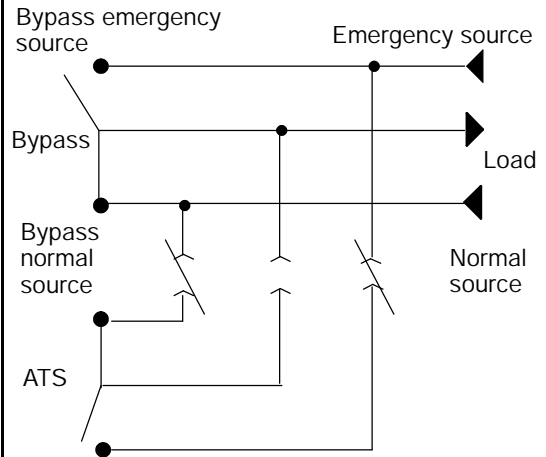 Bypass emergency
source
Emergency source
Bypass
Load
Bypass
normal
source
Normal
source
ATS